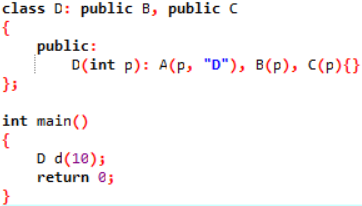 class D: public B, public C
{
    public:
        D(int p): A(p, "D"), B(p), C(p){}
};

int main()
{
    D d(10);
    return 0;
}